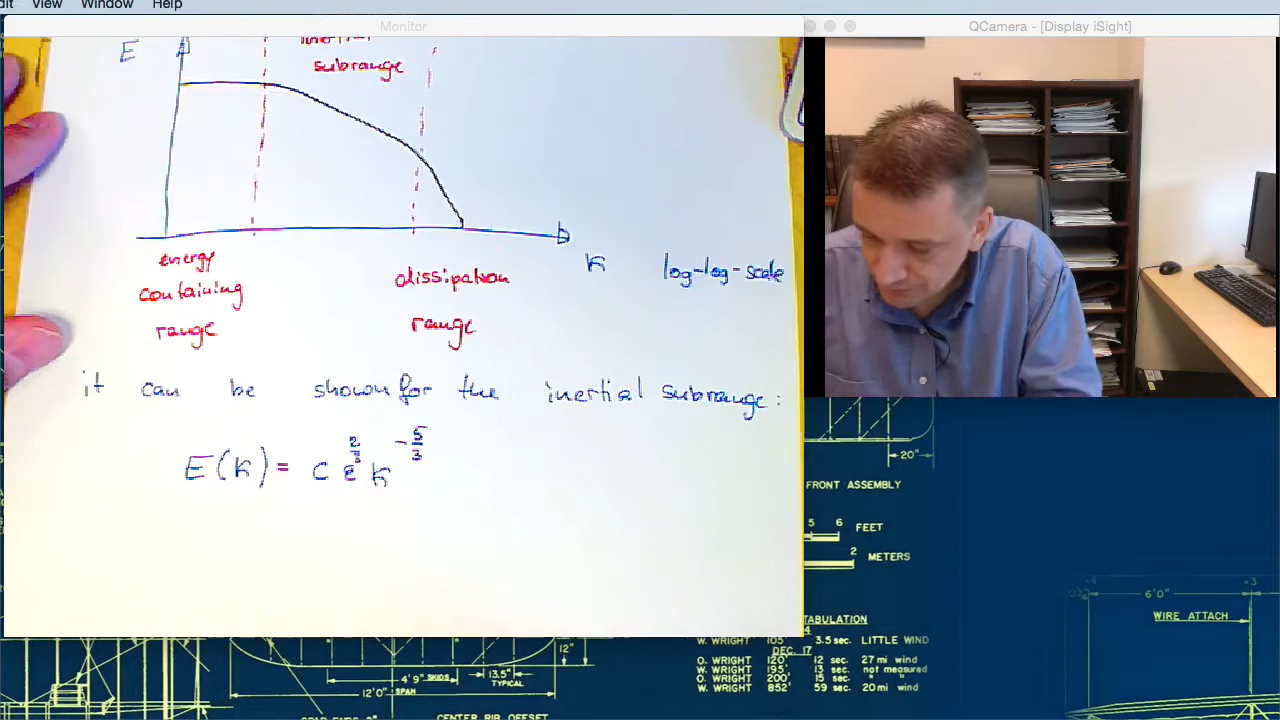 View Window Help
Monitor
QCamera - [Display iSight]
E
subrange
energy
containing
range
dissipation
range
κ
log-log-scale
it can be shown for the inertial subrange:
E(κ) = c ε^(2/3) κ^(-5/3)
20"
FRONT ASSEMBLY
5 6 FEET
2 METERS
TABULATION
DEC. 17
W. WRIGHT 105' 3.5 sec. LITTLE WIND
O. WRIGHT 120' 12 sec. 27 mi wind
W. WRIGHT 195' 13 sec. not measured
O. WRIGHT 200' 15 sec. " "
W. WRIGHT 852' 59 sec. 20 mi wind
6'0"
WIRE ATTACH
12"
4'9" SKIDS
13.5"
TYPICAL
12'0" SPAN
CENTER RIB OFFSET